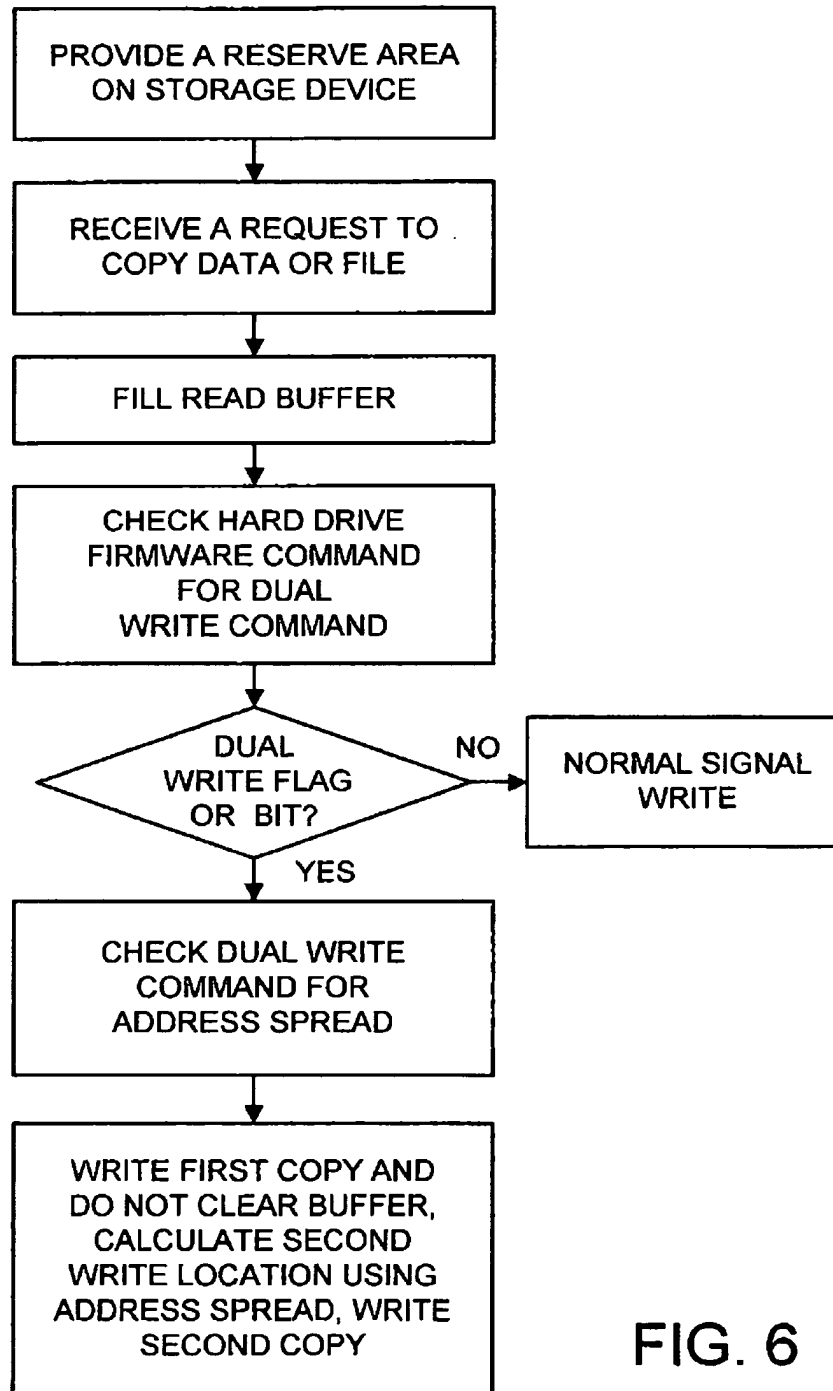 PROVIDE A RESERVE AREA
ON STORAGE DEVICE
RECEIVE A REQUEST TO
COPY DATA OR FILE
FILL READ BUFFER
CHECK HARD DRIVE
FIRMWARE COMMAND
FOR DUAL
WRITE COMMAND
DUAL
WRITE FLAG
OR BIT?
NO
NORMAL SIGNAL
WRITE
YES
CHECK DUAL WRITE
COMMAND FOR
ADDRESS SPREAD
WRITE FIRST COPY AND
DO NOT CLEAR BUFFER,
CALCULATE SECOND
WRITE LOCATION USING
ADDRESS SPREAD, WRITE
SECOND COPY
FIG. 6